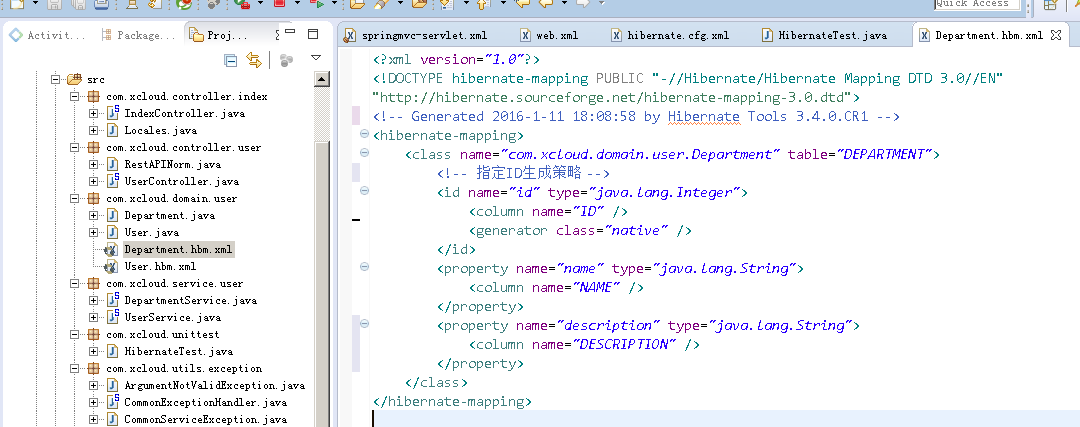 Quick Access
Activit...
Package...
Proj...
src
com.xcloud.controller.index
IndexController.java
Locales.java
com.xcloud.controller.user
RestAPINorm.java
UserController.java
com.xcloud.domain.user
Department.java
User.java
Department.hbm.xml
User.hbm.xml
com.xcloud.service.user
DepartmentService.java
UserService.java
com.xcloud.unittest
HibernateTest.java
com.xcloud.utils.exception
ArgumentNotValidException.java
CommonExceptionHandler.java
CommonServiceException.java
springmvc-servlet.xml
web.xml
hibernate.cfg.xml
HibernateTest.java
Department.hbm.xml
<?xml version="1.0"?>
<!DOCTYPE hibernate-mapping PUBLIC "-//Hibernate/Hibernate Mapping DTD 3.0//EN"
"http://hibernate.sourceforge.net/hibernate-mapping-3.0.dtd">
<!-- Generated 2016-1-11 18:08:58 by Hibernate Tools 3.4.0.CR1 -->
<hibernate-mapping>
<class name="com.xcloud.domain.user.Department" table="DEPARTMENT">
<!-- 指定ID生成策略 -->
<id name="id" type="java.lang.Integer">
<column name="ID" />
<generator class="native" />
</id>
<property name="name" type="java.lang.String">
<column name="NAME" />
</property>
<property name="description" type="java.lang.String">
<column name="DESCRIPTION" />
</property>
</class>
</hibernate-mapping>